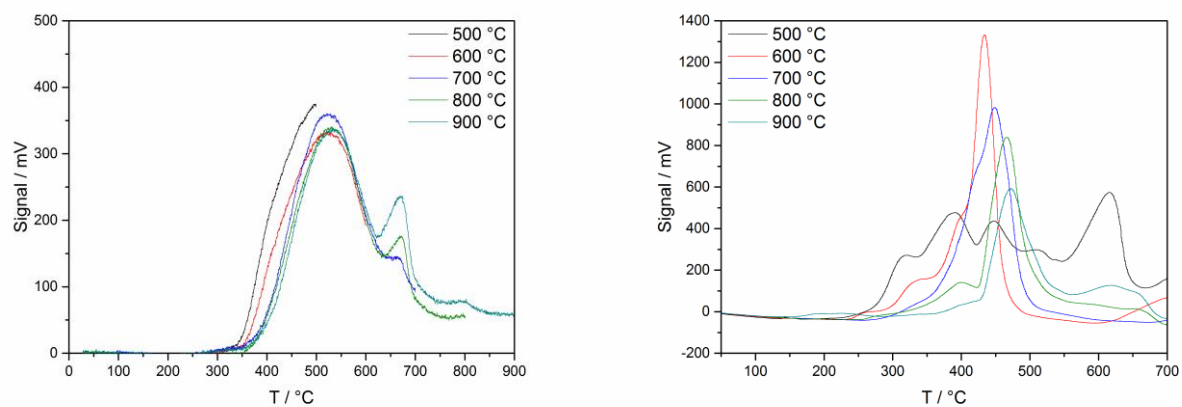 500
400
300
200
100
0
Signal / mV
0 100 200 300 400 500 600 700 800 900
T / °C
500 °C
600 °C
700 °C
800 °C
900 °C
1400
1200
1000
800
600
400
200
0
-200
Signal / mV
100 200 300 400 500 600 700
T / °C
500 °C
600 °C
700 °C
800 °C
900 °C